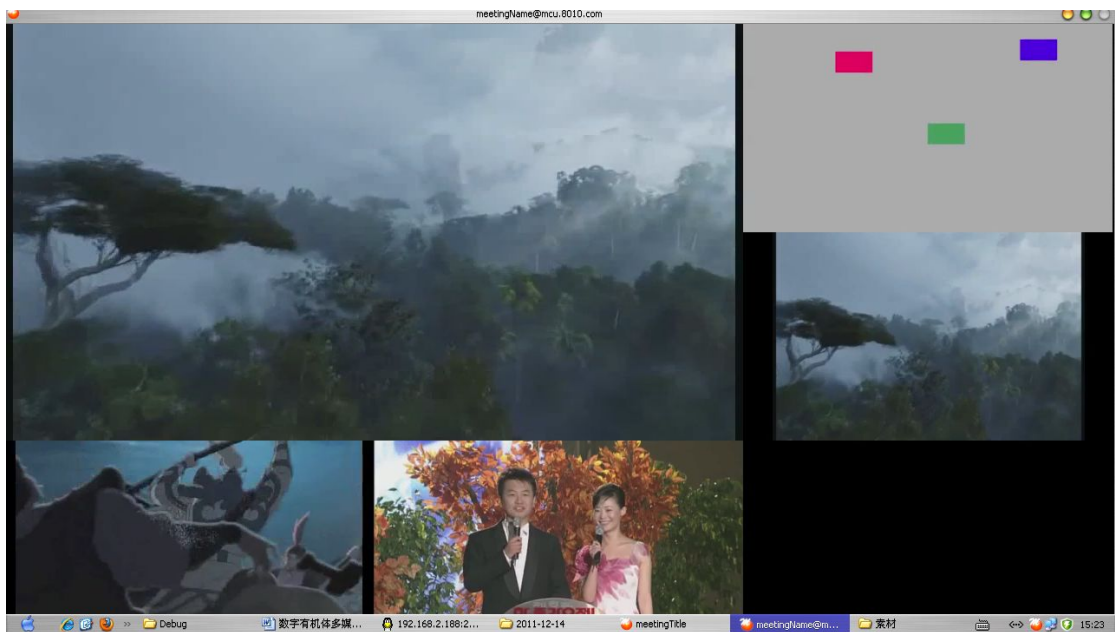 meetingName@mcu.8010.com
Debug
数字有机体多媒...
192.168.2.188:2...
2011-12-14
meetingTitle
meetingName@m...
素材
15:23